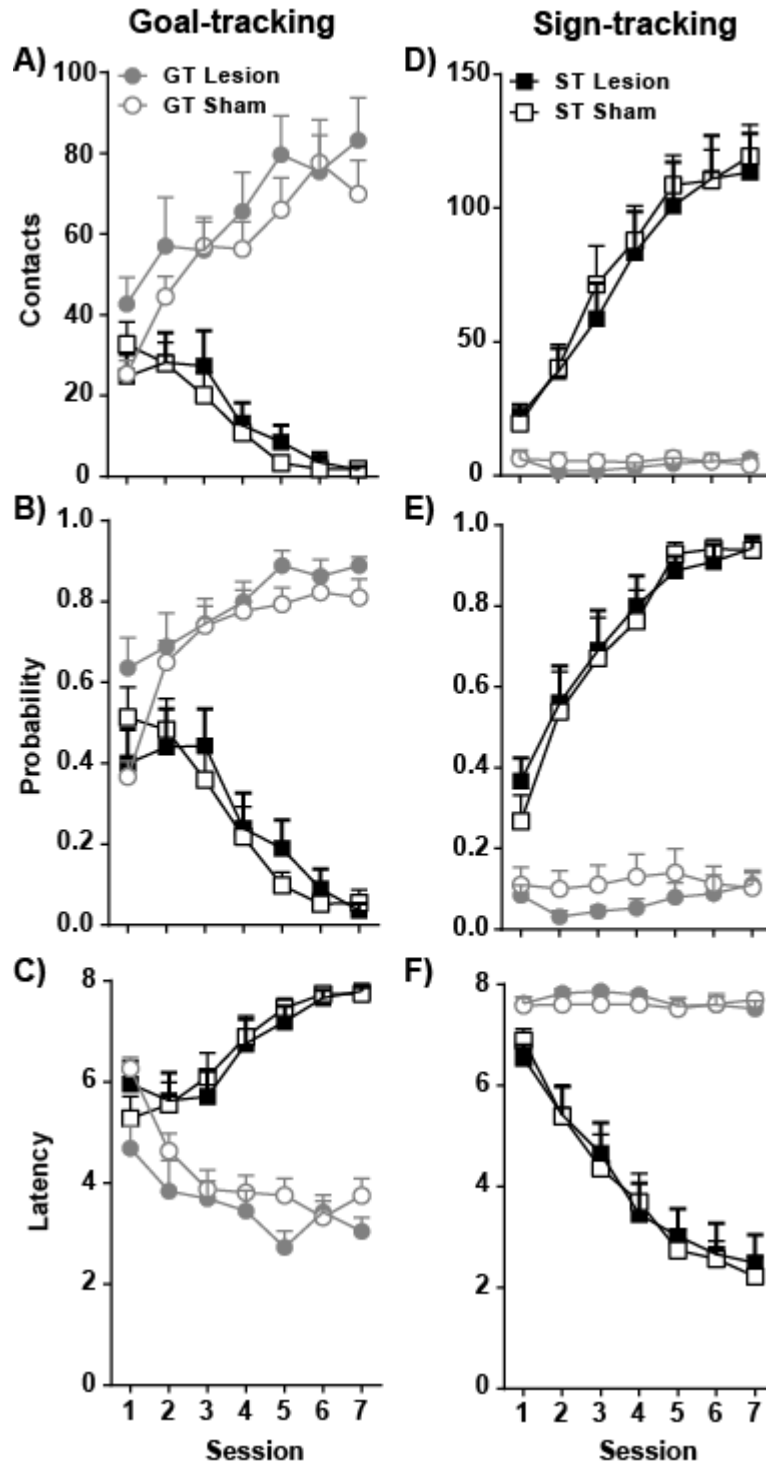 Goal-tracking
Sign-tracking
A)
100
80
60
40
20
0
Contacts
GT Lesion
GT Sham
D)
150
100
50
0
ST Lesion
ST Sham
B)
1.0
0.8
0.6
0.4
0.2
0.0
Probability
E)
1.0
0.8
0.6
0.4
0.2
0.0
C)
8
6
4
2
0
Latency
1 2 3 4 5 6 7
Session
F)
8
6
4
2
0
1 2 3 4 5 6 7
Session